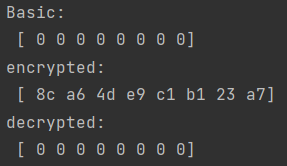 Basic:
[ 0 0 0 0 0 0 0 0]
encrypted:
[ 8c a6 4d e9 c1 b1 23 a7]
decrypted:
[ 0 0 0 0 0 0 0 0]